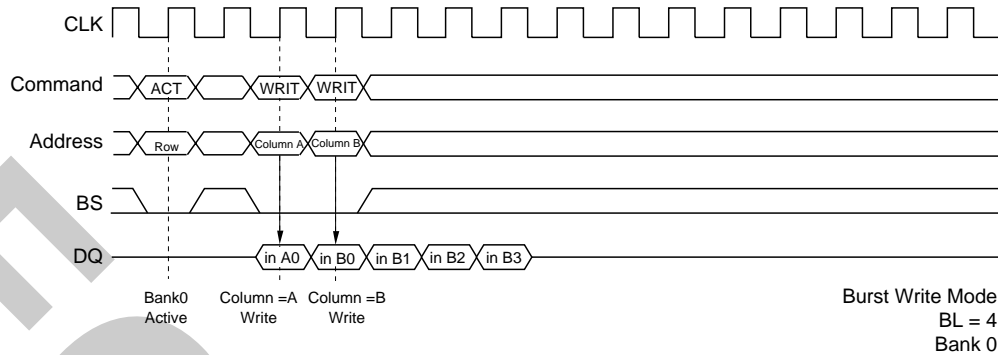 CLK
Command ACT WRIT WRIT
Address Row Column A Column B
BS
DQ in A0 in B0 in B1 in B2 in B3
Bank0 Column =A Column =B
Active Write Write
Burst Write Mode
BL = 4
Bank 0